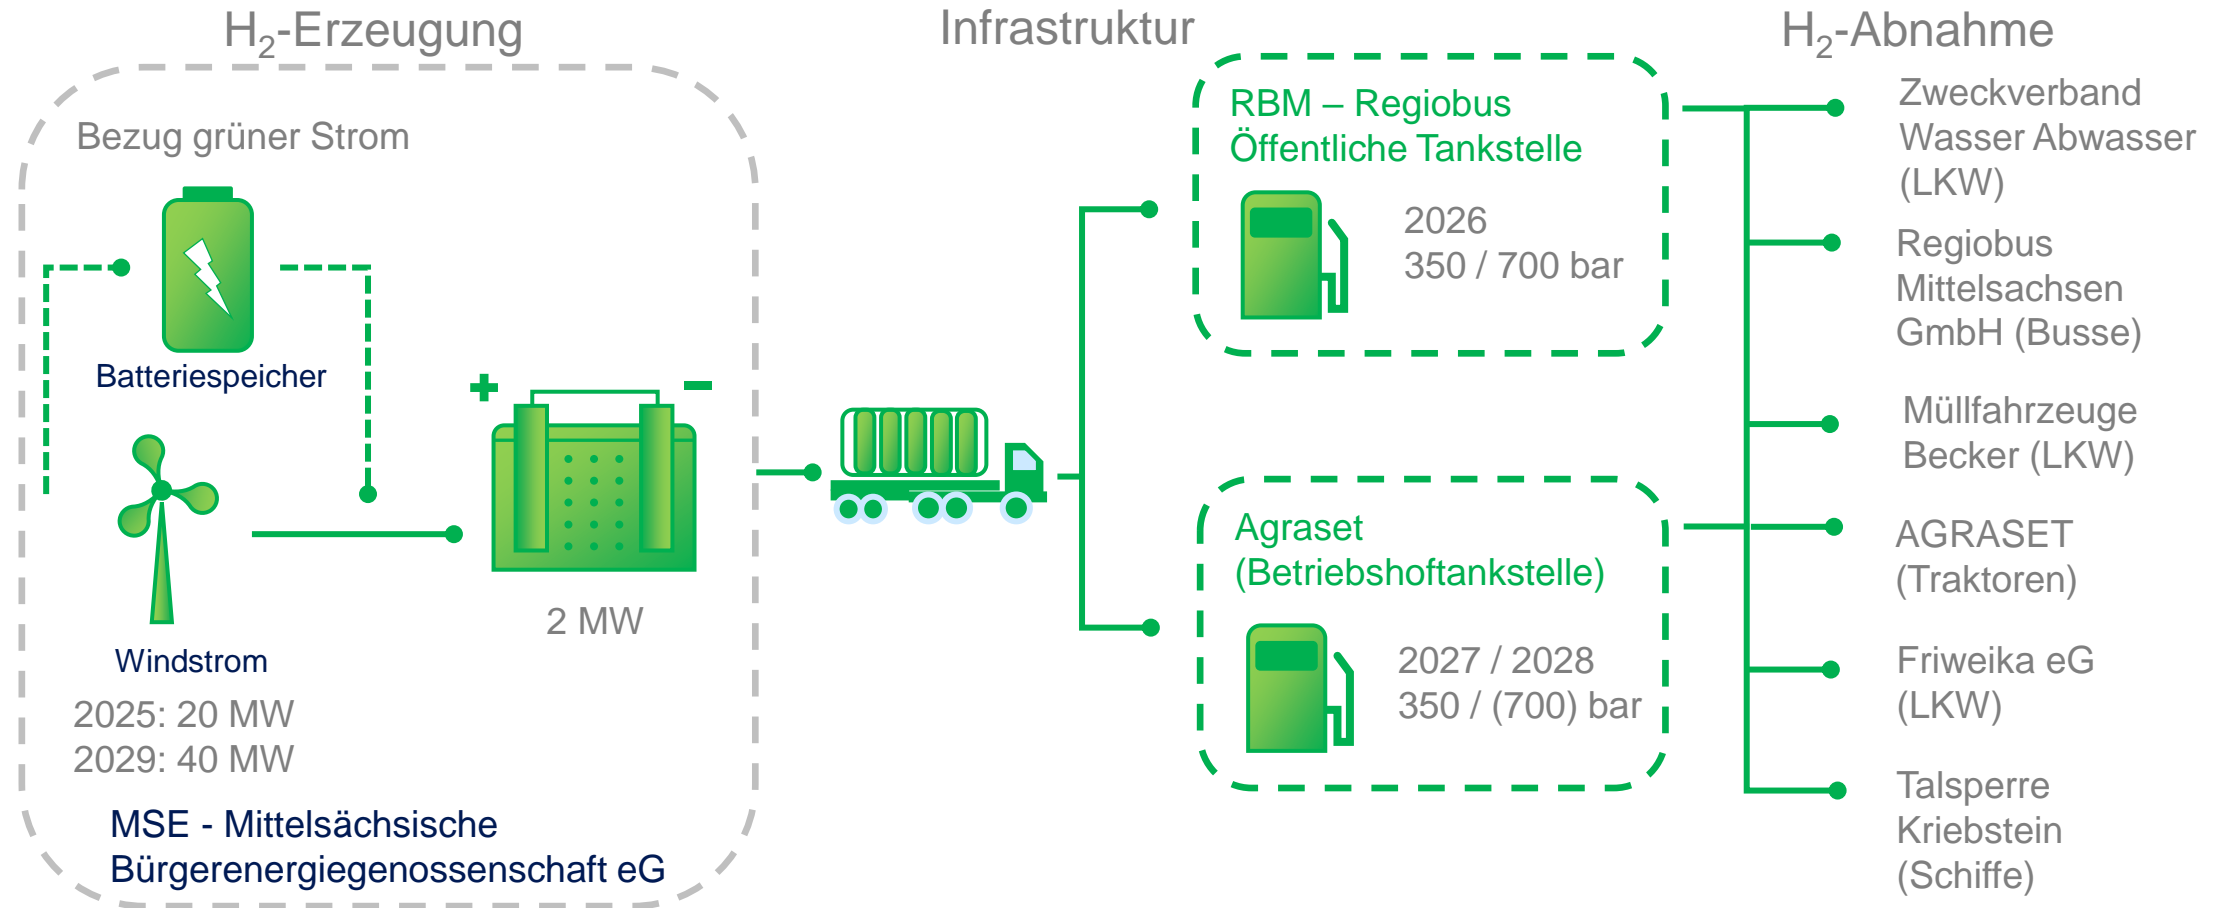 H₂-Erzeugung
Bezug grüner Strom
Batteriespeicher
+
−
2 MW
Windstrom
2025: 20 MW
2029: 40 MW
MSE - Mittelsächsische
Bürgerenergiegenossenschaft eG
Infrastruktur
RBM – Regiobus
Öffentliche Tankstelle
2026
350 / 700 bar
Agraset
(Betriebshoftankstelle)
2027 / 2028
350 / (700) bar
H₂-Abnahme
Zweckverband
Wasser Abwasser
(LKW)
Regiobus
Mittelsachsen
GmbH (Busse)
Müllfahrzeuge
Becker (LKW)
AGRASET
(Traktoren)
Friweika eG
(LKW)
Talsperre
Kriebstein
(Schiffe)